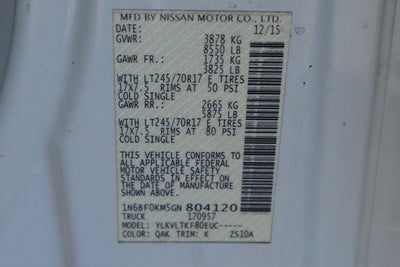 MFD BY NISSAN MOTOR CO., LTD.
DATE: 12/15
GVWR: 3878 KG
8550 LB
GAWR FR.: 1735 KG
3825 LB
WITH LT245/70R17 E TIRES
17X7.5 RIMS AT 50 PSI
COLD SINGLE
GAWR RR.: 2665 KG
5875 LB
WITH LT245/70R17 E TIRES
17X7.5 RIMS AT 80 PSI
COLD SINGLE
THIS VEHICLE CONFORMS
TO ALL APPLICABLE FEDERAL
MOTOR VEHICLE SAFETY
STANDARDS IN EFFECT ON
THE DATE OF MANUFACTURE
SHOWN ABOVE.
1N6BF0KM5GN 804120
TRUCK 170957
MODEL: YLKVLTKF80EUC-----
COLOR: QAK TRIM: K ZS10A